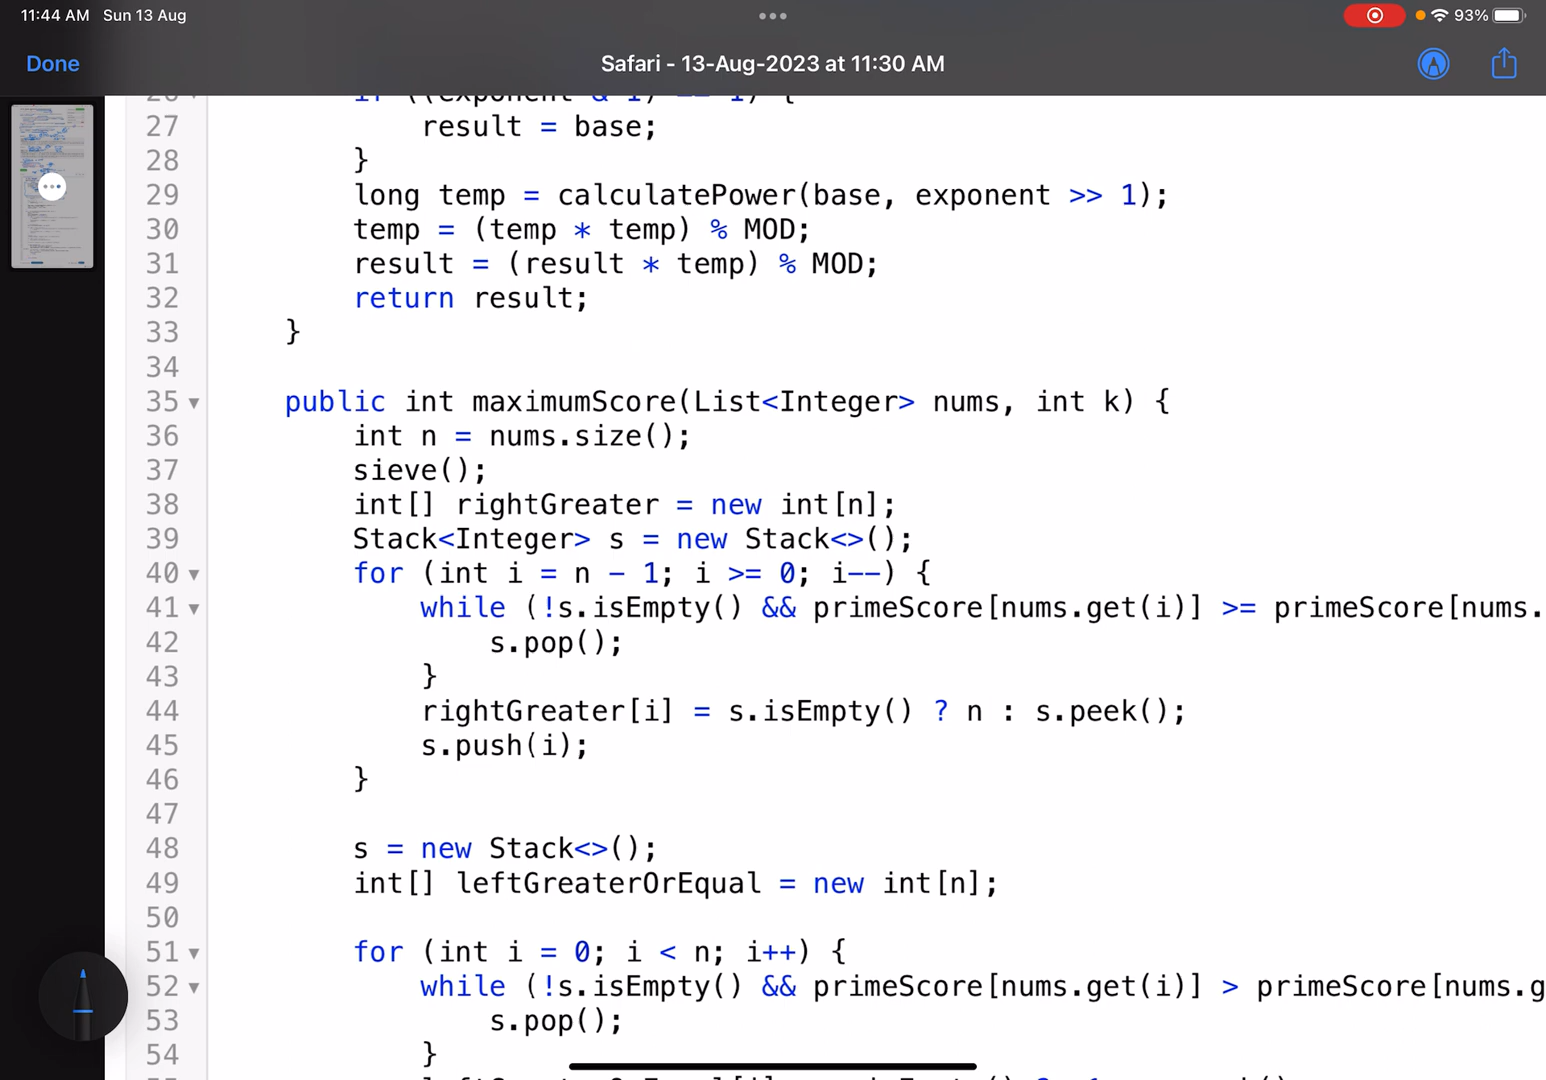 11:44 AM Sun 13 Aug
93%
Done
Safari - 13-Aug-2023 at 11:30 AM
26 if ((exponent & 1) == 1) {
27 result = base;
28 }
29 long temp = calculatePower(base, exponent >> 1);
30 temp = (temp * temp) % MOD;
31 result = (result * temp) % MOD;
32 return result;
33 }
34
35 public int maximumScore(List<Integer> nums, int k) {
36 int n = nums.size();
37 sieve();
38 int[] rightGreater = new int[n];
39 Stack<Integer> s = new Stack<>();
40 for (int i = n - 1; i >= 0; i--) {
41 while (!s.isEmpty() && primeScore[nums.get(i)] >= primeScore[nums.
42 s.pop();
43 }
44 rightGreater[i] = s.isEmpty() ? n : s.peek();
45 s.push(i);
46 }
47
48 s = new Stack<>();
49 int[] leftGreaterOrEqual = new int[n];
50
51 for (int i = 0; i < n; i++) {
52 while (!s.isEmpty() && primeScore[nums.get(i)] > primeScore[nums.g
53 s.pop();
54 }